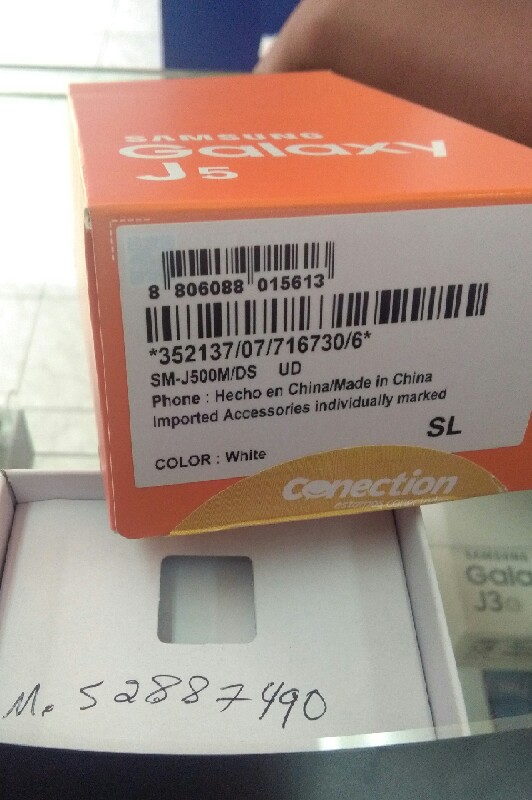 SAMSUNG
Galaxy
J5
8 806088 015613
*352137/07/716730/6*
SM-J500M/DS UD
Phone : Hecho en China/Made in China
Imported Accessories individually marked
SL
COLOR : White
Conection
SAMSUNG
Gala
J3
M. 52887490